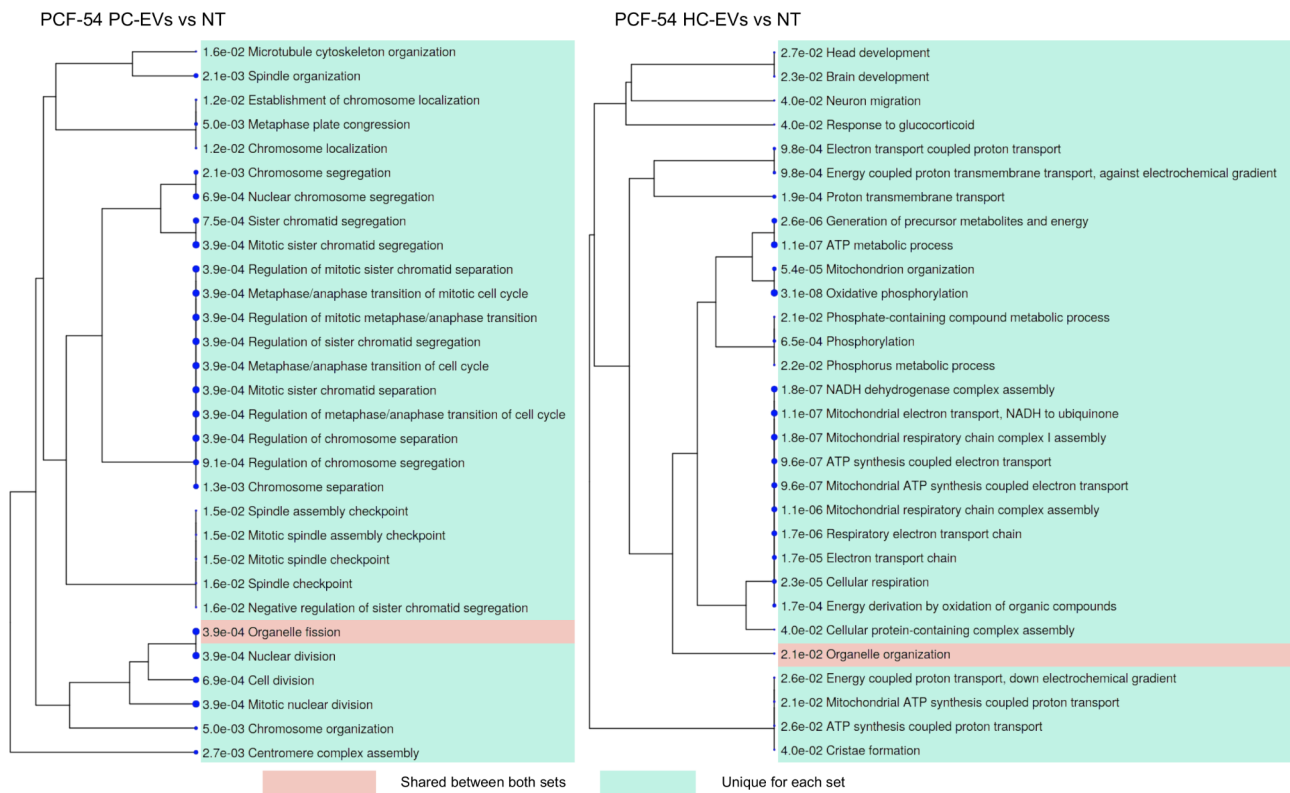 PCF-54 PC-EVs vs NT
1.6e-02 Microtubule cytoskeleton organization
2.1e-03 Spindle organization
1.2e-02 Establishment of chromosome localization
5.0e-03 Metaphase plate congression
1.2e-02 Chromosome localization
2.1e-03 Chromosome segregation
6.9e-04 Nuclear chromosome segregation
7.5e-04 Sister chromatid segregation
3.9e-04 Mitotic sister chromatid segregation
3.9e-04 Regulation of mitotic sister chromatid separation
3.9e-04 Metaphase/anaphase transition of mitotic cell cycle
3.9e-04 Regulation of mitotic metaphase/anaphase transition
3.9e-04 Regulation of sister chromatid segregation
3.9e-04 Metaphase/anaphase transition of cell cycle
3.9e-04 Mitotic sister chromatid separation
3.9e-04 Regulation of metaphase/anaphase transition of cell cycle
3.9e-04 Regulation of chromosome separation
9.1e-04 Regulation of chromosome segregation
1.3e-03 Chromosome separation
1.5e-02 Spindle assembly checkpoint
1.5e-02 Mitotic spindle assembly checkpoint
1.5e-02 Mitotic spindle checkpoint
1.6e-02 Spindle checkpoint
1.6e-02 Negative regulation of sister chromatid segregation
3.9e-04 Organelle fission
3.9e-04 Nuclear division
6.9e-04 Cell division
3.9e-04 Mitotic nuclear division
5.0e-03 Chromosome organization
2.7e-03 Centromere complex assembly
PCF-54 HC-EVs vs NT
2.7e-02 Head development
2.3e-02 Brain development
4.0e-02 Neuron migration
4.0e-02 Response to glucocorticoid
9.8e-04 Electron transport coupled proton transport
9.8e-04 Energy coupled proton transmembrane transport, against electrochemical gradient
1.9e-04 Proton transmembrane transport
2.6e-06 Generation of precursor metabolites and energy
1.1e-07 ATP metabolic process
5.4e-05 Mitochondrion organization
3.1e-08 Oxidative phosphorylation
2.1e-02 Phosphate-containing compound metabolic process
6.5e-04 Phosphorylation
2.2e-02 Phosphorus metabolic process
1.8e-07 NADH dehydrogenase complex assembly
1.1e-07 Mitochondrial electron transport, NADH to ubiquinone
1.8e-07 Mitochondrial respiratory chain complex I assembly
9.6e-07 ATP synthesis coupled electron transport
9.6e-07 Mitochondrial ATP synthesis coupled electron transport
1.1e-06 Mitochondrial respiratory chain complex assembly
1.7e-06 Respiratory electron transport chain
1.7e-05 Electron transport chain
2.3e-05 Cellular respiration
1.7e-04 Energy derivation by oxidation of organic compounds
4.0e-02 Cellular protein-containing complex assembly
2.1e-02 Organelle organization
2.6e-02 Energy coupled proton transport, down electrochemical gradient
2.1e-02 Mitochondrial ATP synthesis coupled proton transport
2.6e-02 ATP synthesis coupled proton transport
4.0e-02 Cristae formation
Shared between both sets
Unique for each set